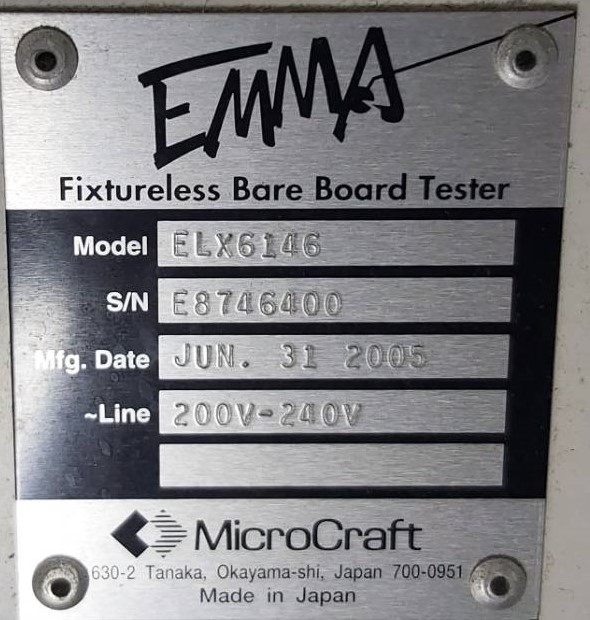 EMMA
Fixtureless Bare Board Tester
Model ELX6146
S/N E8746400
Mfg. Date JUN. 31 2005
~Line 200V-240V
MicroCraft
630-2 Tanaka, Okayama-shi, Japan 700-0951
Made in Japan